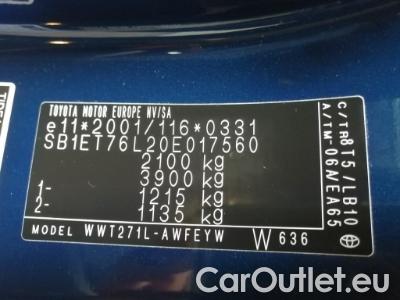 TOYOTA MOTOR EUROPE NV/SA
e11*2001/116*0331
SB1ET76L20E017560
2100 kg
3900 kg
1- 1215 kg
2- 1135 kg
MODEL WWT271L-AWFEYW W 636
C/TR 8T5/LB10
A/TM -06A/EA65
CarOutlet.eu